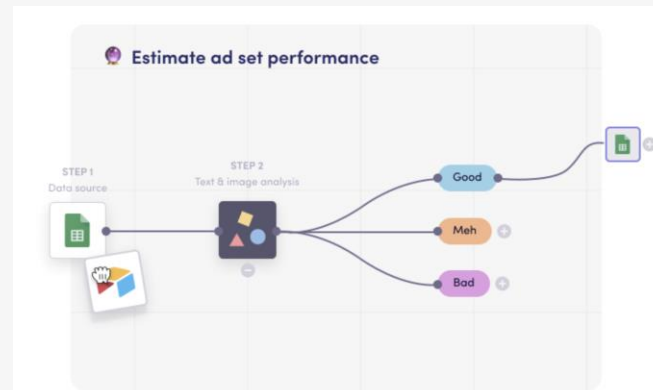 Estimate ad set performance
STEP 1
Data source
STEP 2
Text & image analysis
Good
Meh
Bad